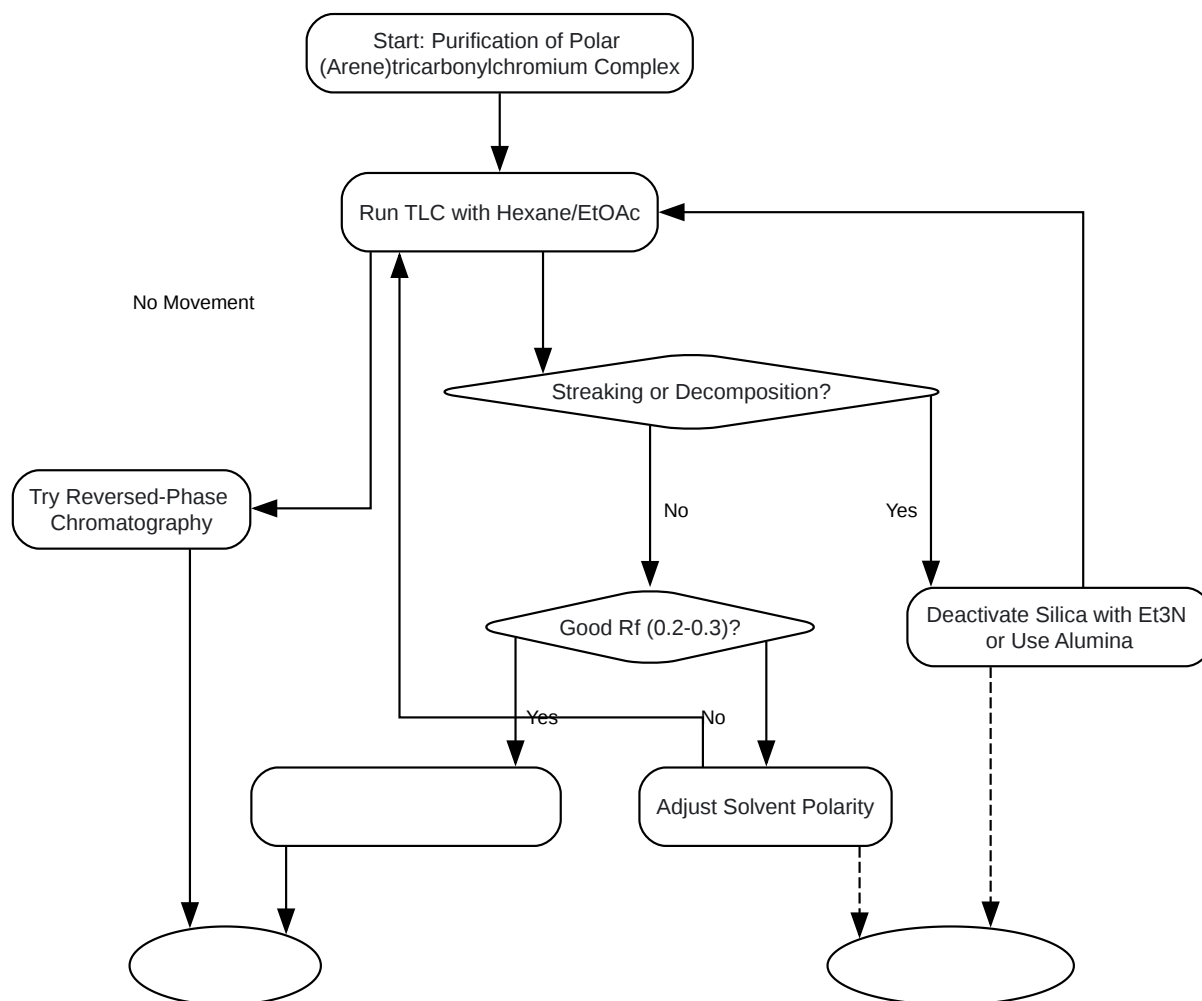 Start: Purification of Polar
(Arene)tricarbonylchromium Complex
Run TLC with Hexane/EtOAc
No Movement
Streaking or Decomposition?
Try Reversed-Phase
Chromatography
No
Yes
Good Rf (0.2-0.3)?
Deactivate Silica with Et3N
or Use Alumina
Yes
No
Adjust Solvent Polarity